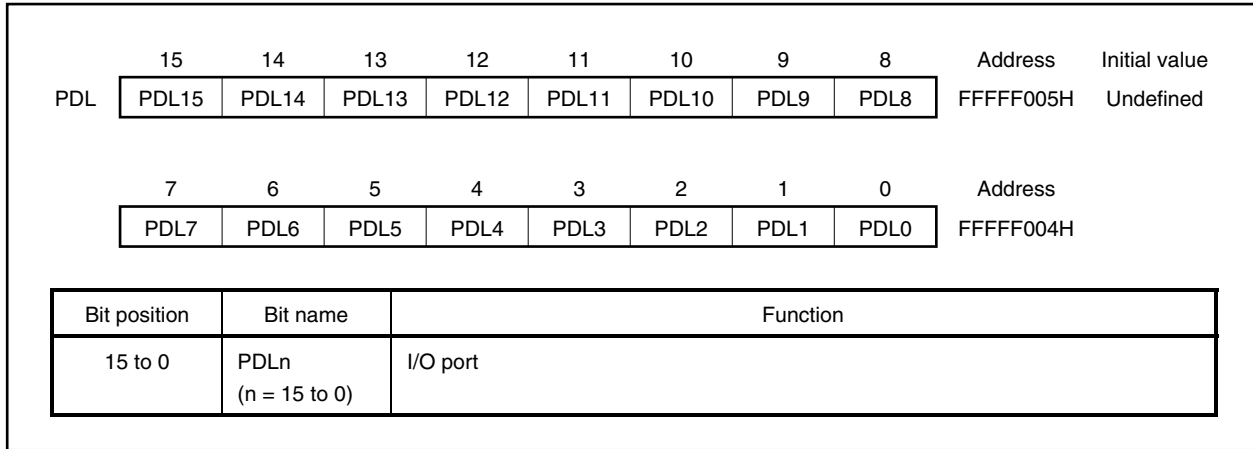 15 14 13 12 11 10 9 8 Address Initial value
PDL PDL15 PDL14 PDL13 PDL12 PDL11 PDL10 PDL9 PDL8 FFFFF005H Undefined
7 6 5 4 3 2 1 0 Address
PDL7 PDL6 PDL5 PDL4 PDL3 PDL2 PDL1 PDL0 FFFFF004H
Bit position Bit name Function
15 to 0 PDLn I/O port
(n = 15 to 0)